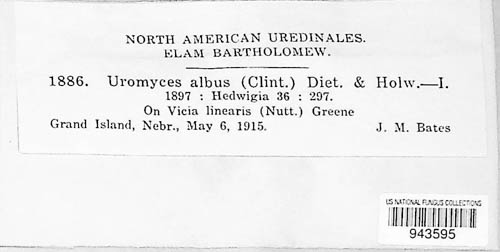 NORTH AMERICAN UREDINALES.
ELAM BARTHOLOMEW.
1886. Uromyces albus (Clint.) Diet. & Holw.—I.
1897 : Hedwigia 36 : 297.
On Vicia linearis (Nutt.) Greene
Grand Island, Nebr., May 6, 1915. J. M. Bates
US NATIONAL FUNGUS COLLECTIONS
943595